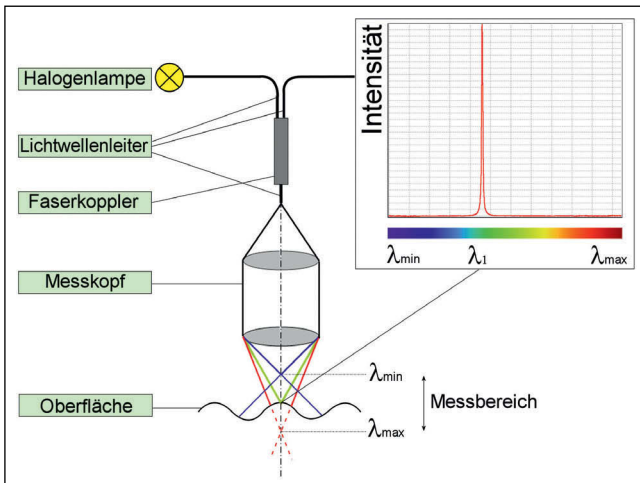 Halogenlampe
Lichtwellenleiter
Faserkoppler
Messkopf
Oberfläche
Intensität
λmin
λ1
λmax
λmin
Messbereich
λmax